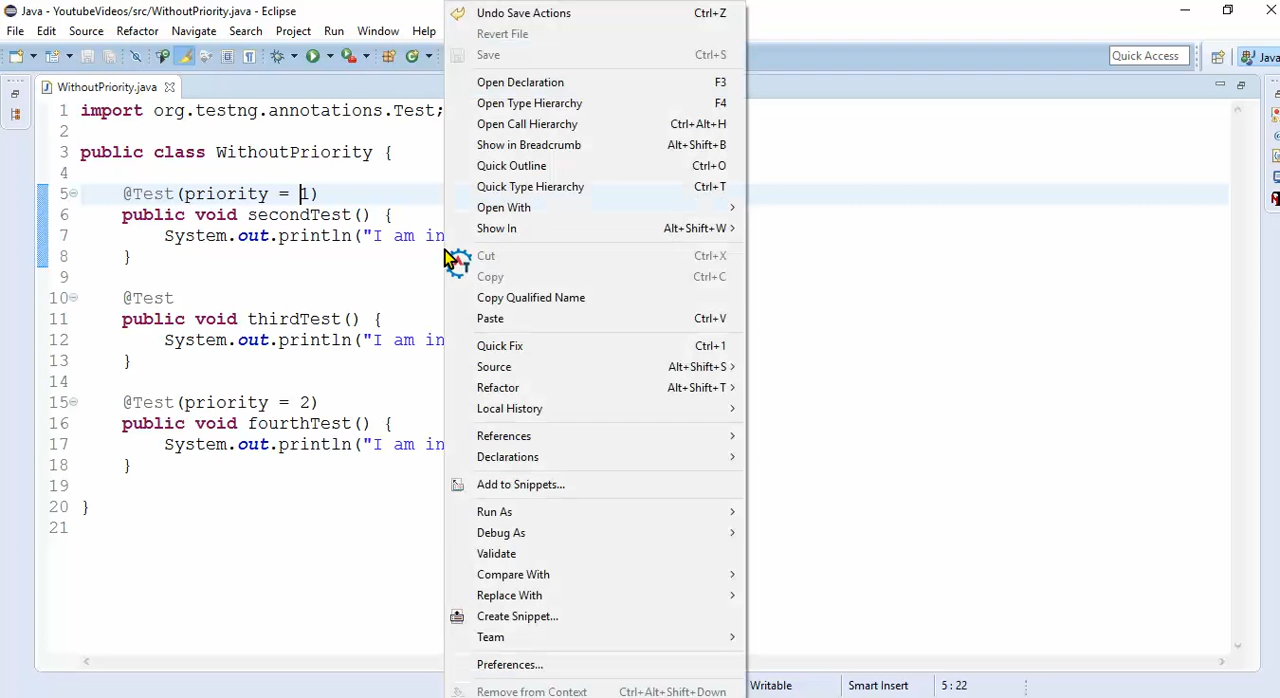 Java - YoutubeVideos/src/WithoutPriority.java - Eclipse
File Edit Source Refactor Navigate Search Project Run Window Help
Quick Access
Java
WithoutPriority.java
1 import org.testng.annotations.Test;
2
3 public class WithoutPriority {
4
5 @Test(priority = 1)
6 public void secondTest() {
7 System.out.println("I am in
8 }
9
10 @Test
11 public void thirdTest() {
12 System.out.println("I am in
13 }
14
15 @Test(priority = 2)
16 public void fourthTest() {
17 System.out.println("I am in
18 }
19
20 }
21
Undo Save Actions Ctrl+Z
Revert File
Save Ctrl+S
Open Declaration F3
Open Type Hierarchy F4
Open Call Hierarchy Ctrl+Alt+H
Show in Breadcrumb Alt+Shift+B
Quick Outline Ctrl+O
Quick Type Hierarchy Ctrl+T
Open With
Show In Alt+Shift+W
Cut Ctrl+X
Copy Ctrl+C
Copy Qualified Name
Paste Ctrl+V
Quick Fix Ctrl+1
Source Alt+Shift+S
Refactor Alt+Shift+T
Local History
References
Declarations
Add to Snippets...
Run As
Debug As
Validate
Compare With
Replace With
Create Snippet...
Team
Preferences...
Remove from Context Ctrl+Alt+Shift+Down
Writable Smart Insert 5 : 22